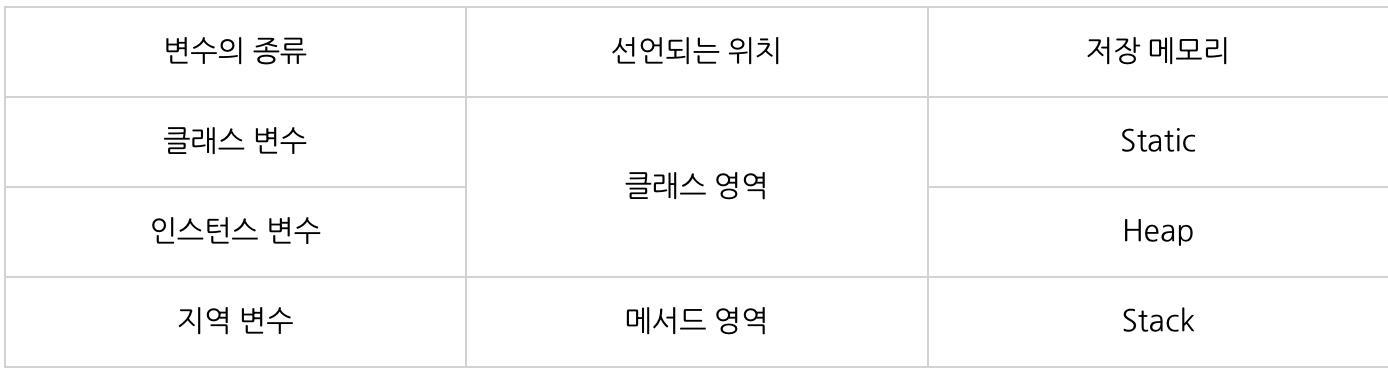 변수의 종류 선언되는 위치 저장 메모리
클래스 변수 클래스 영역 Static
인스턴스 변수 Heap
지역 변수 메서드 영역 Stack